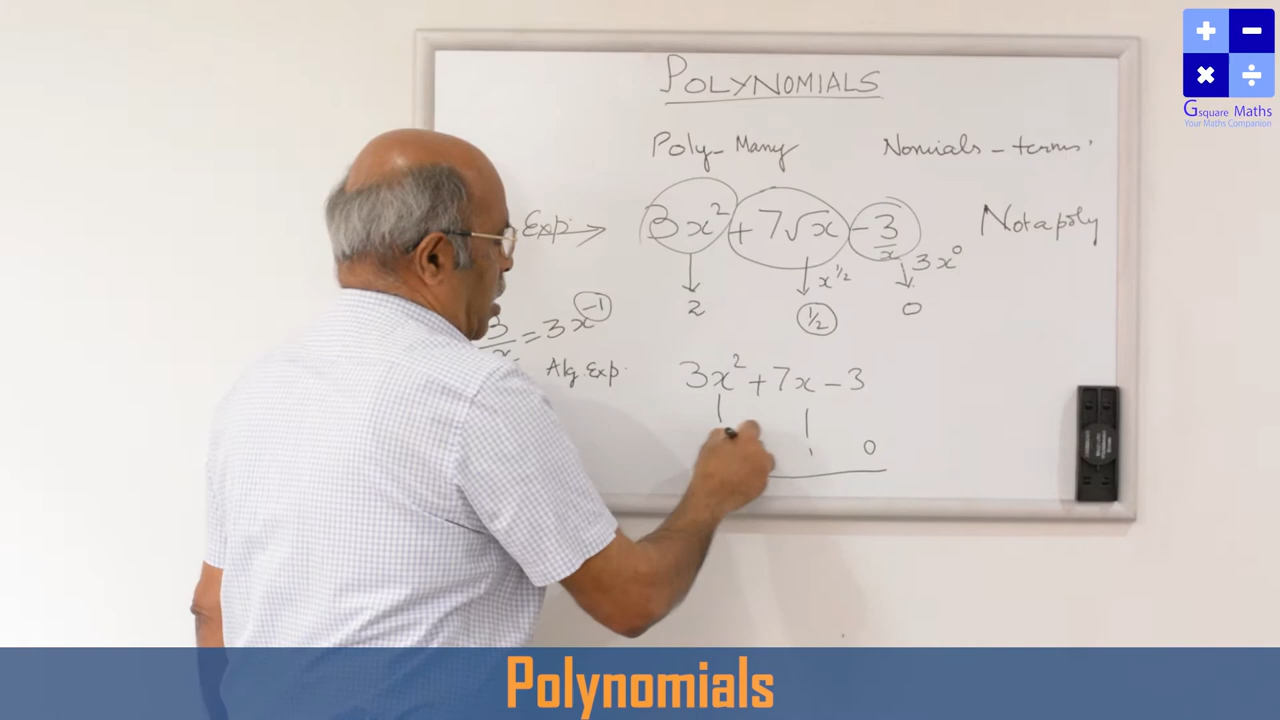 POLYNOMIALS
Poly - Many Nomials - terms.
Exp: → 3x² + 7√x - 3/x Not a poly
3x⁰
x^½
2 ½ 0
3/x = 3x⁻¹
Alg. Exp.
3x² + 7x - 3
0
Gsquare Maths
Your Maths Companion
Polynomials